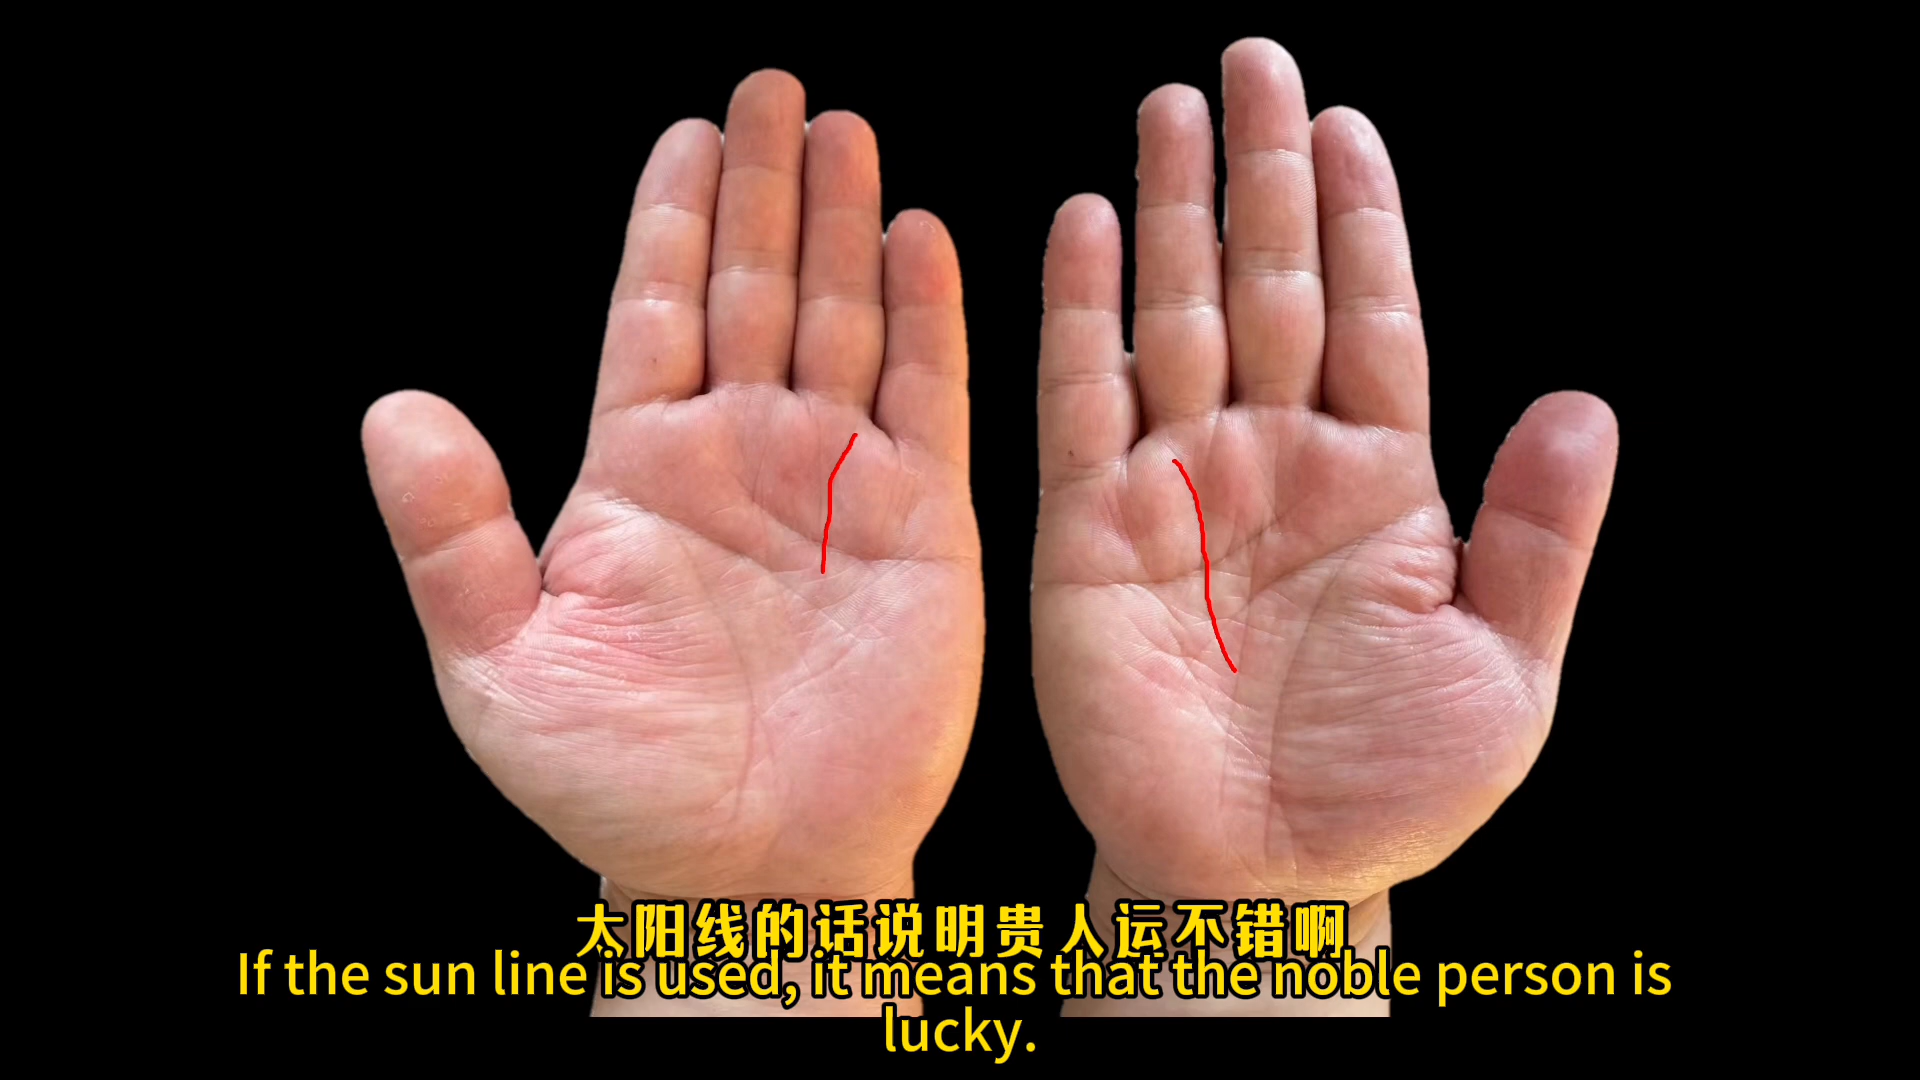 太阳线的话说明贵人运不错啊
If the sun line is used, it means that the noble person is
lucky.